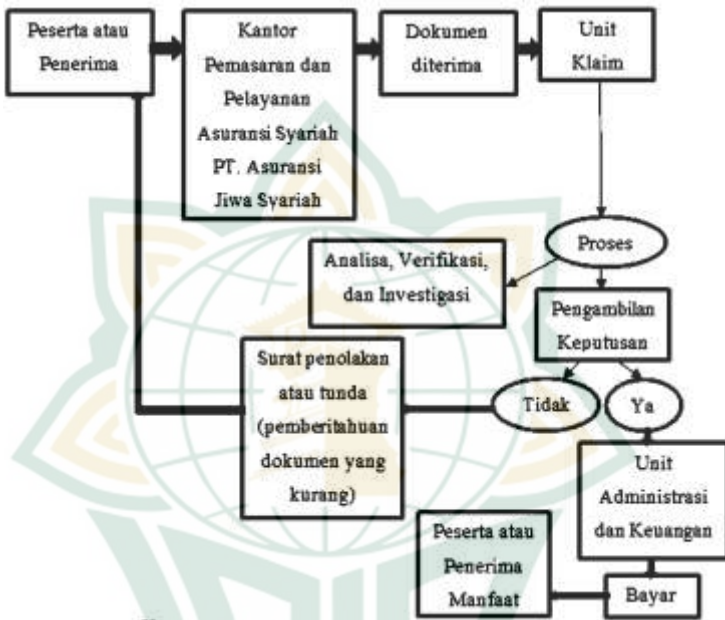 Peserta atau
Penerima
Kantor
Pemasaran dan
Pelayanan
Asuransi Syariah
PT. Asuransi
Jiwa Syariah
Dokumen
diterima
Unit
Klaim
Proses
Analisa, Verifikasi,
dan Investigasi
Pengambilan
Keputusan
Surat penolakan
atau tunda
(pemberitahuan
dokumen yang
kurang)
Tidak
Ya
Unit
Administrasi
dan Keuangan
Peserta atau
Penerima
Manfaat
Bayar